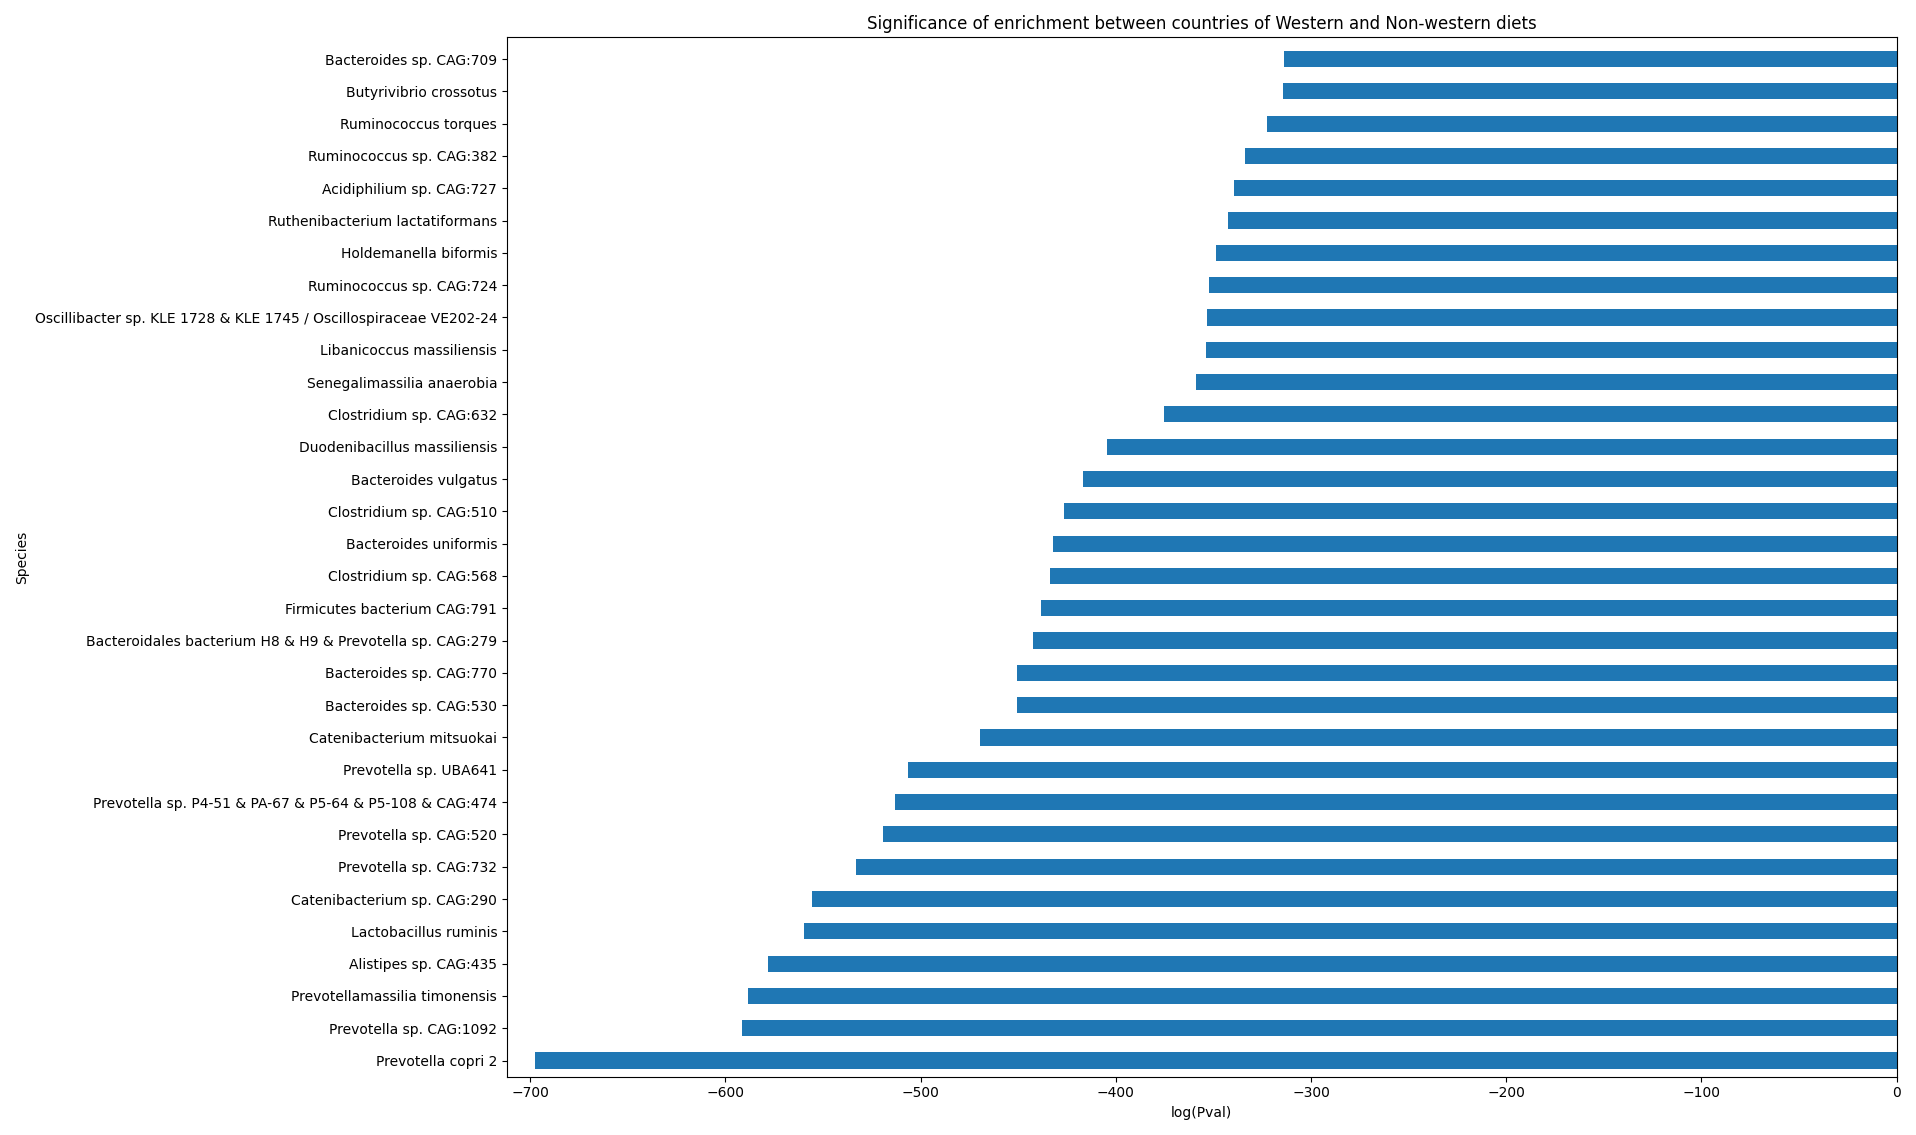 Significance of enrichment between countries of Western and Non-western diets
Bacteroides sp. CAG:709
Butyrivibrio crossotus
Ruminococcus torques
Ruminococcus sp. CAG:382
Acidiphilium sp. CAG:727
Ruthenibacterium lactatiformans
Holdemanella biformis
Ruminococcus sp. CAG:724
Oscillibacter sp. KLE 1728 & KLE 1745 / Oscillospiraceae VE202-24
Libanicoccus massiliensis
Senegalimassilia anaerobia
Clostridium sp. CAG:632
Duodenibacillus massiliensis
Bacteroides vulgatus
Clostridium sp. CAG:510
Bacteroides uniformis
Clostridium sp. CAG:568
Firmicutes bacterium CAG:791
Bacteroidales bacterium H8 & H9 & Prevotella sp. CAG:279
Bacteroides sp. CAG:770
Bacteroides sp. CAG:530
Catenibacterium mitsuokai
Prevotella sp. UBA641
Prevotella sp. P4-51 & PA-67 & P5-64 & P5-108 & CAG:474
Prevotella sp. CAG:520
Prevotella sp. CAG:732
Catenibacterium sp. CAG:290
Lactobacillus ruminis
Alistipes sp. CAG:435
Prevotellamassilia timonensis
Prevotella sp. CAG:1092
Prevotella copri 2
Species
−700 −600 −500 −400 −300 −200 −100 0
log(Pval)